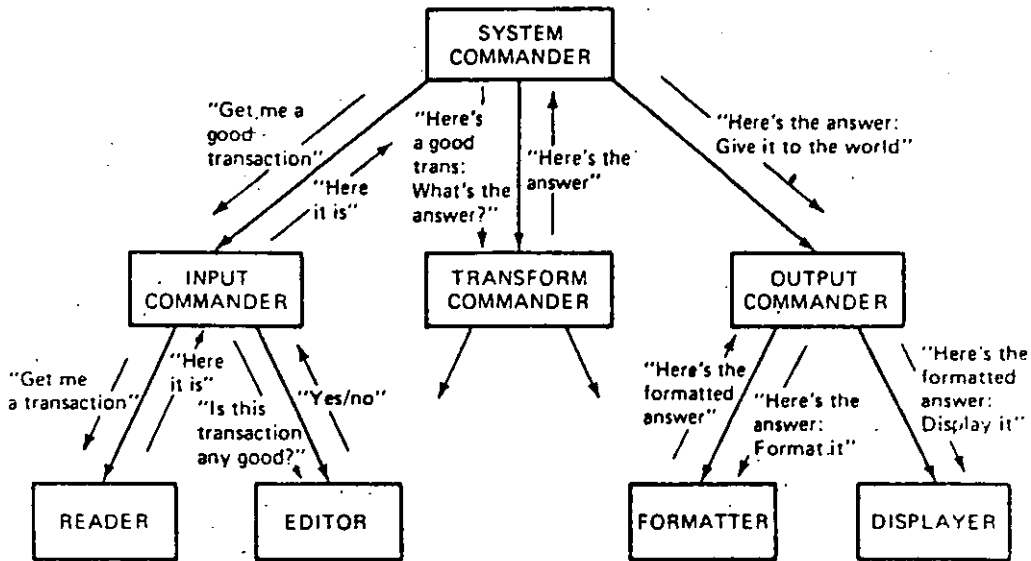 SYSTEM
COMMANDER
"Get me a
good
transaction"
"Here
it is"
"Here's
a good
trans:
What's the
answer?"
"Here's the
answer"
"Here's the answer:
Give it to the world"
INPUT
COMMANDER
TRANSFORM
COMMANDER
OUTPUT
COMMANDER
"Get me
a transaction"
"Here
it is"
"Is this
transaction
any good?"
"Yes/no"
"Here's the
formatted
answer"
"Here's the
answer:
Format it"
"Here's the
formatted
answer:
Display it"
READER
EDITOR
FORMATTER
DISPLAYER